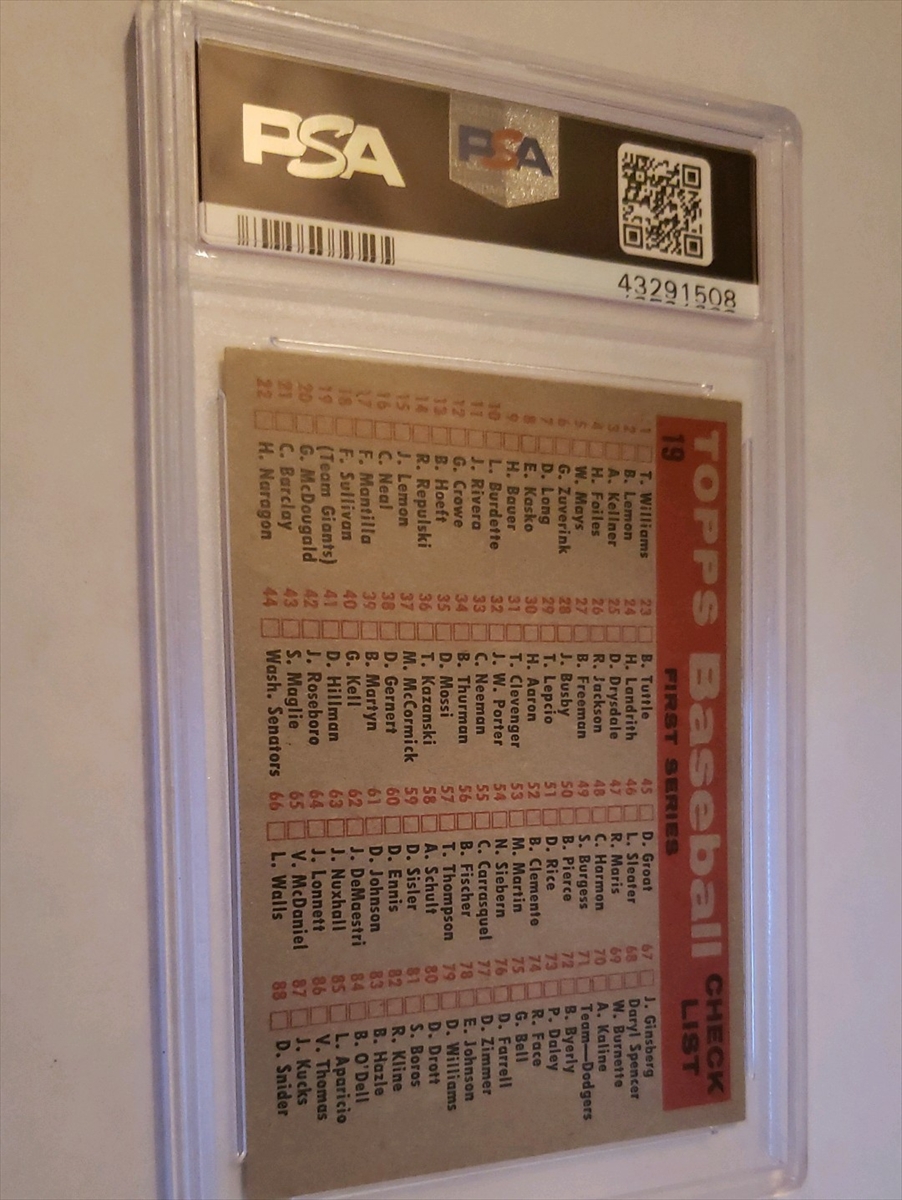 PSA
PSA
43291508
TOPPS Baseball CHECK LIST
19
FIRST SERIES
1 T. Williams
2 B. Lemon
3 A. Kellner
4 H. Foiles
5 W. Mays
6 G. Zuverink
7 D. Long
8 E. Kasko
9 H. Bauer
10 L. Burdette
11 J. Rivera
12 G. Crowe
13 B. Hoeft
14 R. Repulski
15 J. Lemon
16 C. Neal
17 F. Mantilla
18 F. Sullivan
19 (Team Giants)
20 G. McDougald
21 C. Barclay
22 H. Naragon
23 B. Tuttle
24 H. Landrith
25 D. Drysdale
26 R. Jackson
27 B. Freeman
28 J. Busby
29 T. Lepcio
30 H. Aaron
31 T. Clevenger
32 J. W. Porter
33 C. Neeman
34 B. Thurman
35 D. Mossi
36 T. Kazanski
37 M. McCormick
38 D. Gernert
39 B. Martyn
40 G. Kell
41 D. Hillman
42 J. Roseboro
43 S. Maglie
44 Wash. Senators
45 D. Groat
46 L. Sleater
47 R. Maris
48 C. Harmon
49 S. Burgess
50 B. Pierce
51 D. Rice
52 B. Clemente
53 M. Martin
54 N. Siebern
55 C. Carrasquel
56 B. Fischer
57 T. Thompson
58 A. Schult
59 D. Sisler
60 D. Ennis
61 D. Johnson
62 J. DeMaestri
63 J. Nuxhall
64 J. Lonnett
65 V. McDaniel
66 L. Walls
67 J. Ginsberg
68 Daryl Spencer
69 W. Burnette
70 A. Kaline
71 Team—Dodgers
72 B. Byerly
73 P. Daley
74 R. Face
75 G. Bell
76 D. Farrell
77 D. Zimmer
78 E. Johnson
79 D. Williams
80 D. Drott
81 S. Boros
82 R. Kline
83 B. Hazle
84 B. O'Dell
85 L. Aparicio
86 V. Thomas
87 J. Kucks
88 D. Snider